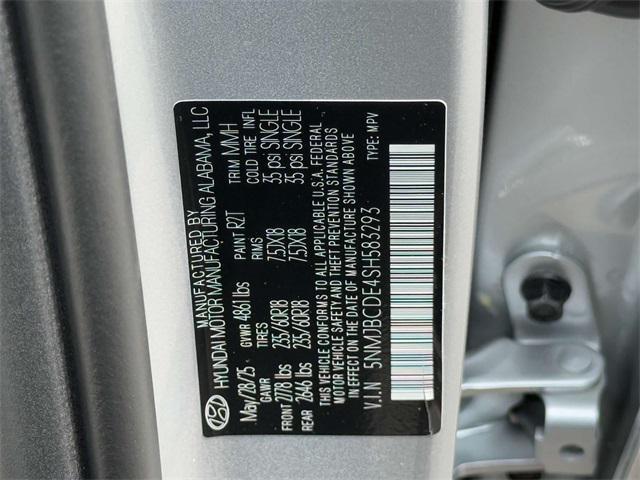 HYUNDAI MOTOR MANUFACTURING ALABAMA, LLC
May/28/25 GVWR 4861 lbs PAINT R2T TRIM MMH
GAWR TIRES RIMS COLD TIRE INFL
FRONT 2778 lbs 235/60R18 7.5JX18 35 psi SINGLE
REAR 2646 lbs 235/60R18 7.5JX18 35 psi SINGLE
THIS VEHICLE CONFORMS TO ALL APPLICABLE U.S.A. FEDERAL
MOTOR VEHICLE SAFETY AND THEFT PREVENTION STANDARDS
IN EFFECT ON THE DATE OF MANUFACTURE SHOWN ABOVE
V.I.N 5NMJBCDE4SH583293 TYPE: MPV